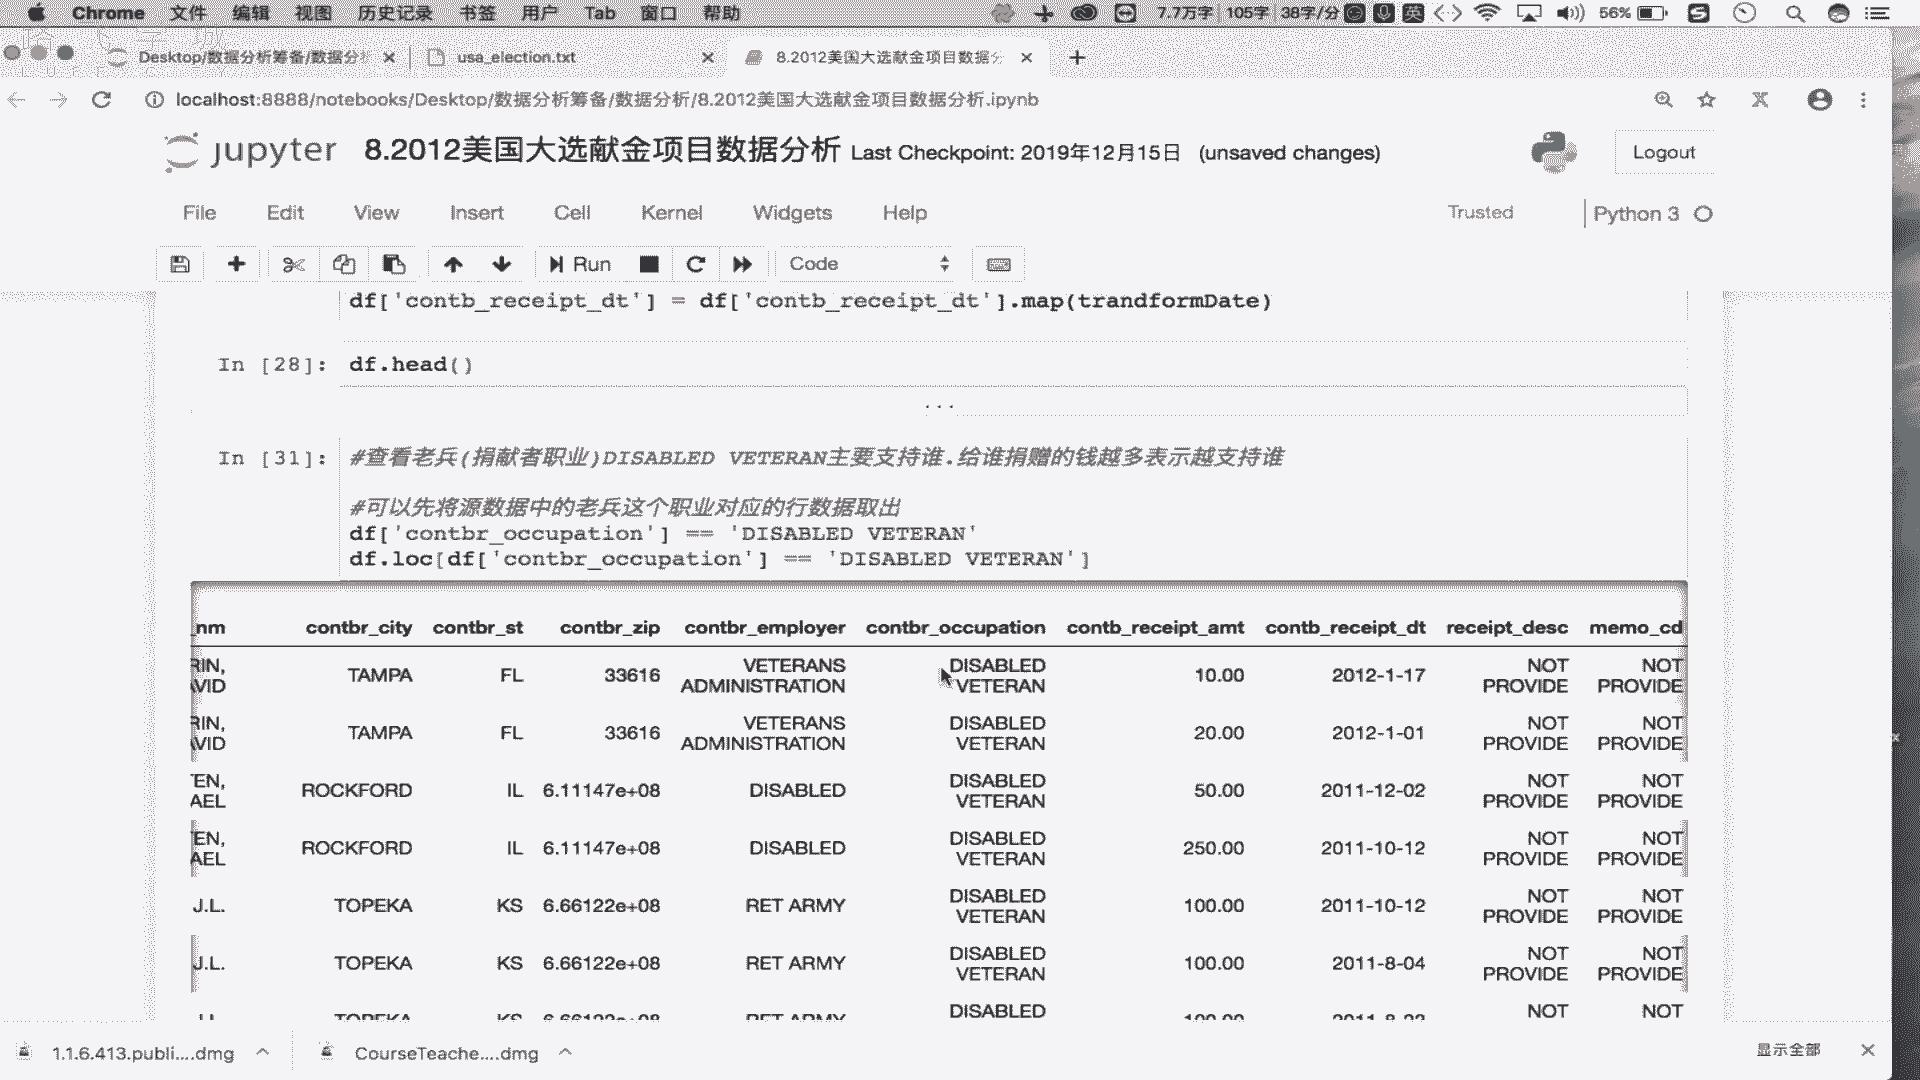 Chrome 文件 编辑 视图 历史记录 书签 用户 Tab 窗口 帮助 7.7万字 105字 38字/分 英 56%
Desktop/数据分析筹备/数据分析 usa_election.txt 8.2012美国大选献金项目数据分
localhost:8888/notebooks/Desktop/数据分析筹备/数据分析/8.2012美国大选献金项目数据分析.ipynb
jupyter 8.2012美国大选献金项目数据分析 Last Checkpoint: 2019年12月15日 (unsaved changes) Logout
File Edit View Insert Cell Kernel Widgets Help Trusted Python 3
Run Code
df['contb_receipt_dt'] = df['contb_receipt_dt'].map(trandformDate)
In [28]: df.head()
...
In [31]: #查看老兵(捐献者职业)DISABLED VETERAN主要支持谁.给谁捐赠的钱越多表示越支持谁
#可以先将源数据中的老兵这个职业对应的行数据取出
df['contbr_occupation'] == 'DISABLED VETERAN'
df.loc[df['contbr_occupation'] == 'DISABLED VETERAN']
_nm contbr_city contbr_st contbr_zip contbr_employer contbr_occupation contb_receipt_amt contb_receipt_dt receipt_desc memo_cd
RIN, VETERANS DISABLED NOT NOT
TAMPA FL 33616 10.00 2012-1-17
VID ADMINISTRATION VETERAN PROVIDE PROVIDE
RIN, VETERANS DISABLED NOT NOT
TAMPA FL 33616 20.00 2012-1-01
VID ADMINISTRATION VETERAN PROVIDE PROVIDE
TEN, DISABLED NOT NOT
ROCKFORD IL 6.11147e+08 DISABLED 50.00 2011-12-02
AEL VETERAN PROVIDE PROVIDE
TEN, DISABLED NOT NOT
ROCKFORD IL 6.11147e+08 DISABLED 250.00 2011-10-12
AEL VETERAN PROVIDE PROVIDE
DISABLED NOT NOT
J.L. TOPEKA KS 6.66122e+08 RET ARMY 100.00 2011-10-12
VETERAN PROVIDE PROVIDE
DISABLED NOT NOT
J.L. TOPEKA KS 6.66122e+08 RET ARMY 100.00 2011-8-04
VETERAN PROVIDE PROVIDE
DISABLED NOT NOT
TOPEKA KS 6.66122e+08 RET ARMY 100.00
1.1.6.413.publi....dmg CourseTeache....dmg 显示全部